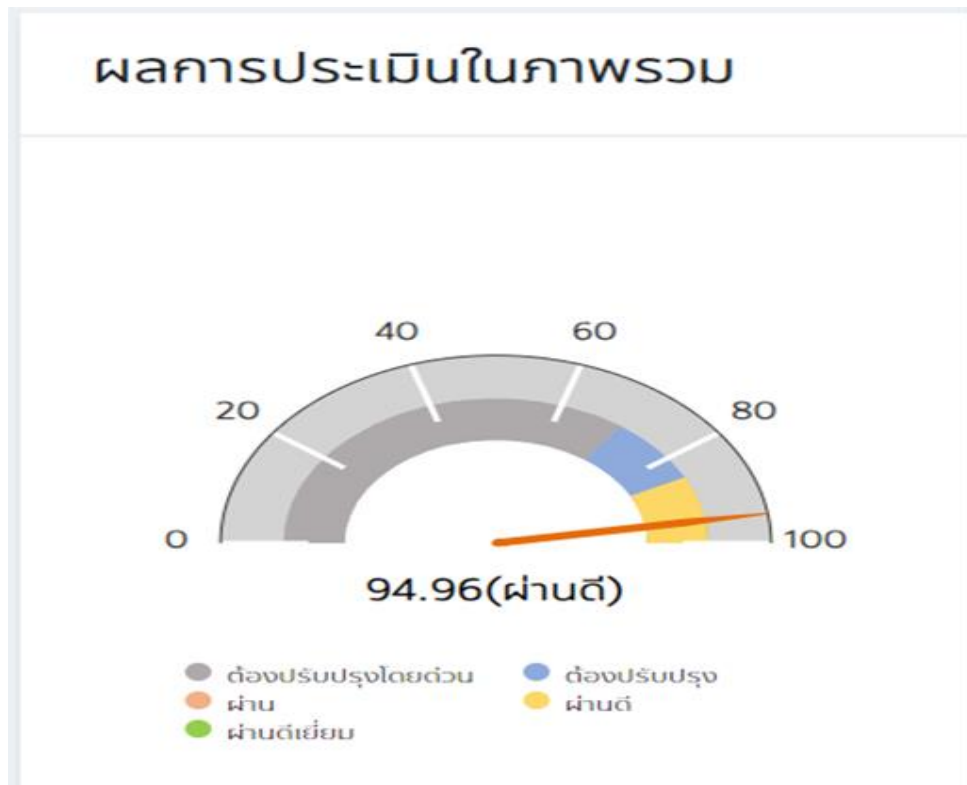 ผลการประเมินในภาพรวม
40 60
20 80
0 100
94.96(ผ่านดี)
ต้องปรับปรุงโดยด่วน ต้องปรับปรุง
ผ่าน ผ่านดี
ผ่านดีเยี่ยม